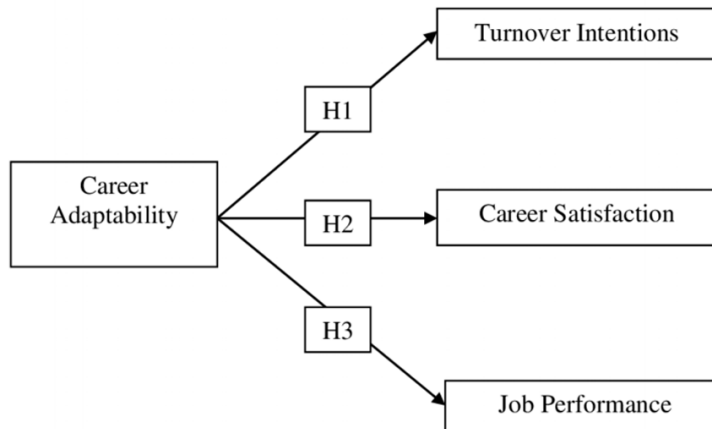 Turnover Intentions
H1
Career
Adaptability
H2
Career Satisfaction
H3
Job Performance